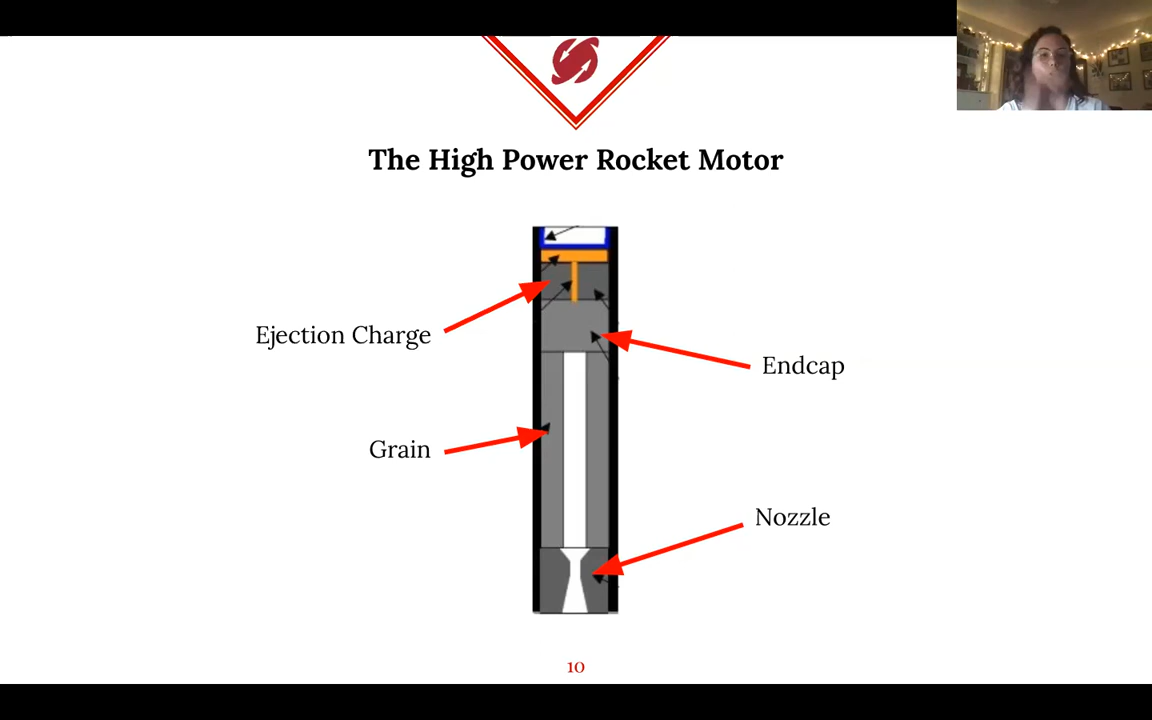 The High Power Rocket Motor
Ejection Charge
Endcap
Grain
Nozzle
10